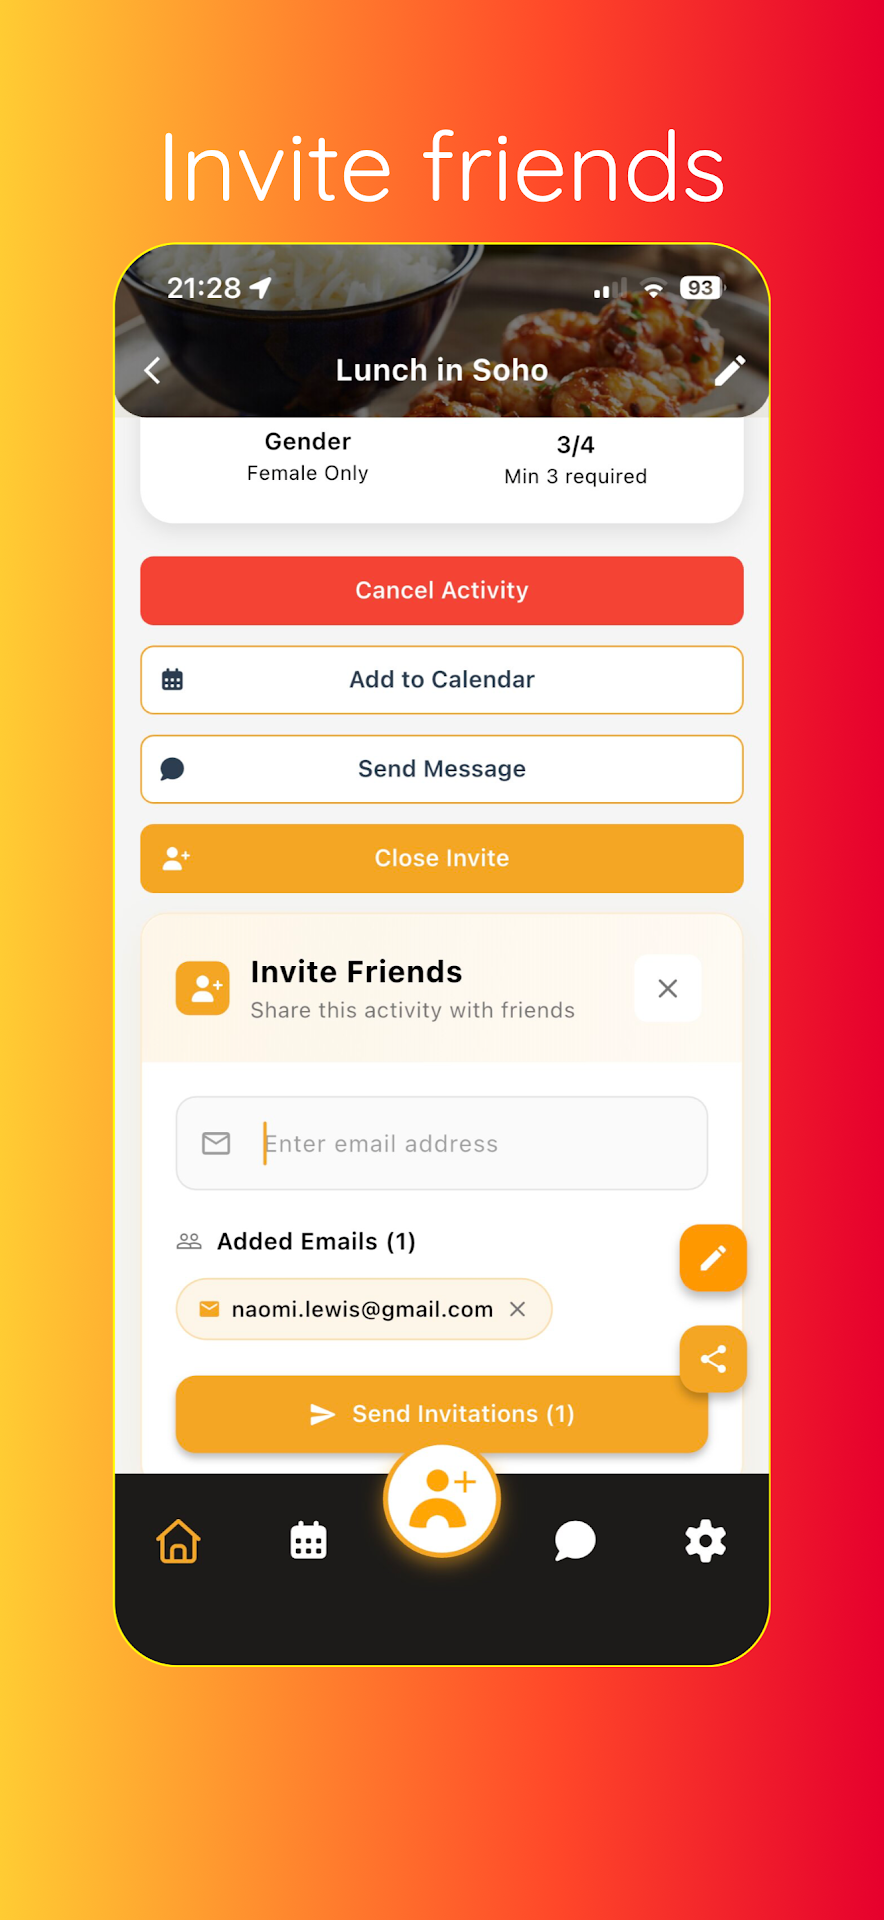 Invite friends
21:28
93
Lunch in Soho
Gender
Female Only
3/4
Min 3 required
Cancel Activity
Add to Calendar
Send Message
Close Invite
Invite Friends
Share this activity with friends
Enter email address
Added Emails (1)
naomi.lewis@gmail.com
Send Invitations (1)